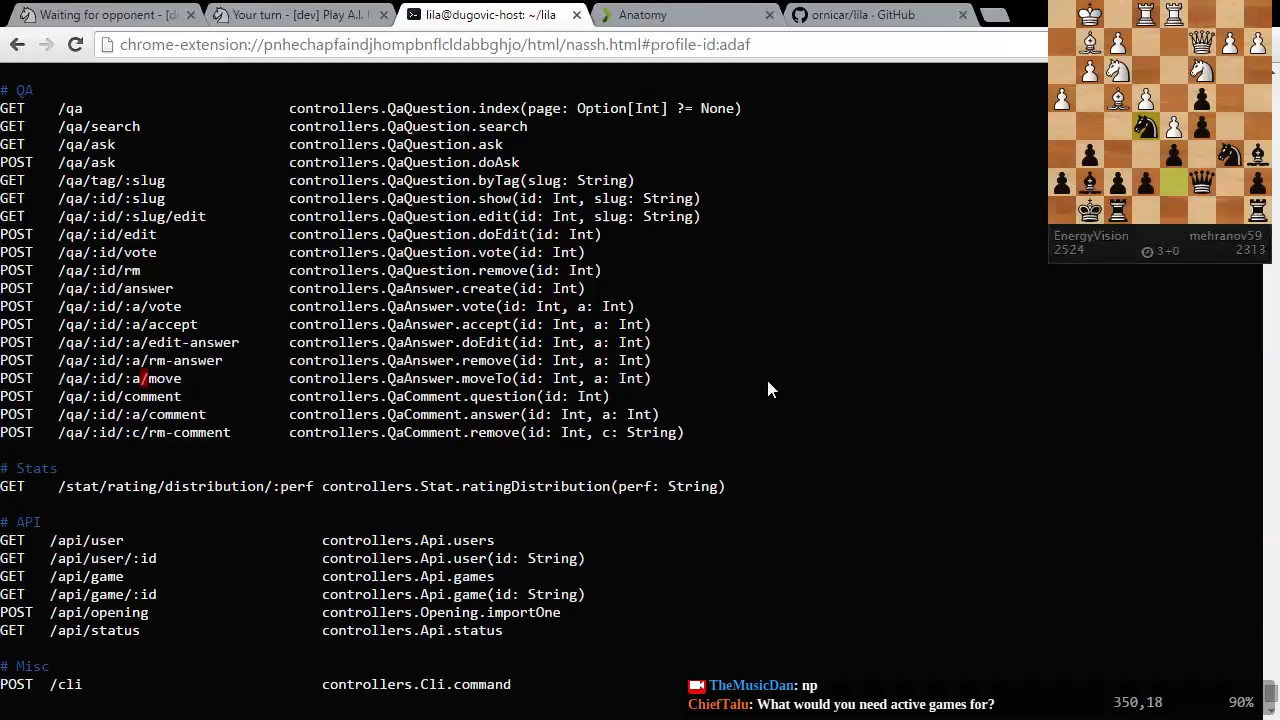 Waiting for opponent - [de
Your turn - [dev] Play A.I.
lila@dugovic-host: ~/lila
Anatomy
ornicar/lila - GitHub
chrome-extension://pnhechapfaindjhompbnflcldabbghjo/html/nassh.html#profile-id:adaf
# QA
GET /qa controllers.QaQuestion.index(page: Option[Int] ?= None)
GET /qa/search controllers.QaQuestion.search
GET /qa/ask controllers.QaQuestion.ask
POST /qa/ask controllers.QaQuestion.doAsk
GET /qa/tag/:slug controllers.QaQuestion.byTag(slug: String)
GET /qa/:id/:slug controllers.QaQuestion.show(id: Int, slug: String)
GET /qa/:id/:slug/edit controllers.QaQuestion.edit(id: Int, slug: String)
POST /qa/:id/edit controllers.QaQuestion.doEdit(id: Int)
POST /qa/:id/vote controllers.QaQuestion.vote(id: Int)
POST /qa/:id/rm controllers.QaQuestion.remove(id: Int)
POST /qa/:id/answer controllers.QaAnswer.create(id: Int)
POST /qa/:id/:a/vote controllers.QaAnswer.vote(id: Int, a: Int)
POST /qa/:id/:a/accept controllers.QaAnswer.accept(id: Int, a: Int)
POST /qa/:id/:a/edit-answer controllers.QaAnswer.doEdit(id: Int, a: Int)
POST /qa/:id/:a/rm-answer controllers.QaAnswer.remove(id: Int, a: Int)
POST /qa/:id/:a/move controllers.QaAnswer.moveTo(id: Int, a: Int)
POST /qa/:id/comment controllers.QaComment.question(id: Int)
POST /qa/:id/:a/comment controllers.QaComment.answer(id: Int, a: Int)
POST /qa/:id/:c/rm-comment controllers.QaComment.remove(id: Int, c: String)
# Stats
GET /stat/rating/distribution/:perf controllers.Stat.ratingDistribution(perf: String)
# API
GET /api/user controllers.Api.users
GET /api/user/:id controllers.Api.user(id: String)
GET /api/game controllers.Api.games
GET /api/game/:id controllers.Api.game(id: String)
POST /api/opening controllers.Opening.importOne
GET /api/status controllers.Api.status
# Misc
POST /cli controllers.Cli.command
350,18 90%
EnergyVision mehranov59
2524 3+0 2313
TheMusicDan: np
ChiefTalu: What would you need active games for?